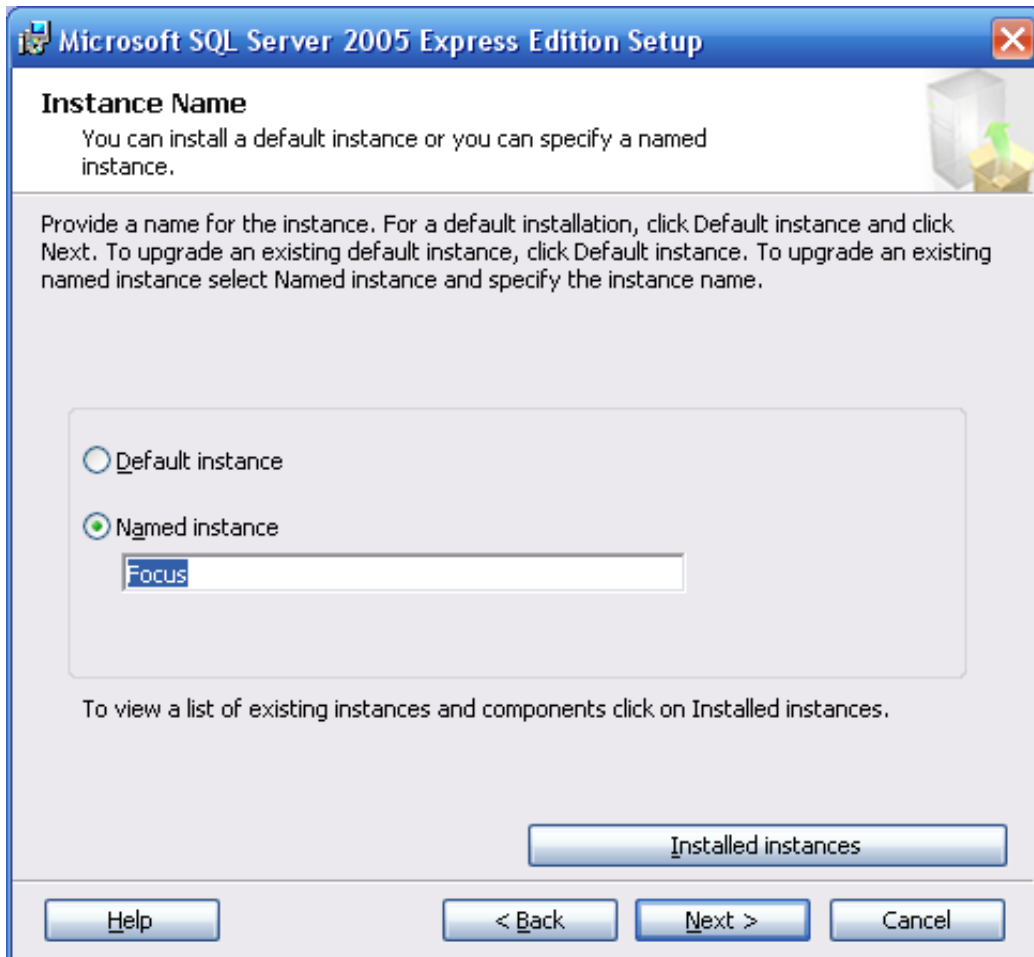 Microsoft SQL Server 2005 Express Edition Setup
Instance Name
You can install a default instance or you can specify a named
instance.
Provide a name for the instance. For a default installation, click Default instance and click
Next. To upgrade an existing default instance, click Default instance. To upgrade an existing
named instance select Named instance and specify the instance name.
Default instance
Named instance
Focus
To view a list of existing instances and components click on Installed instances.
Installed instances
Help
< Back
Next >
Cancel